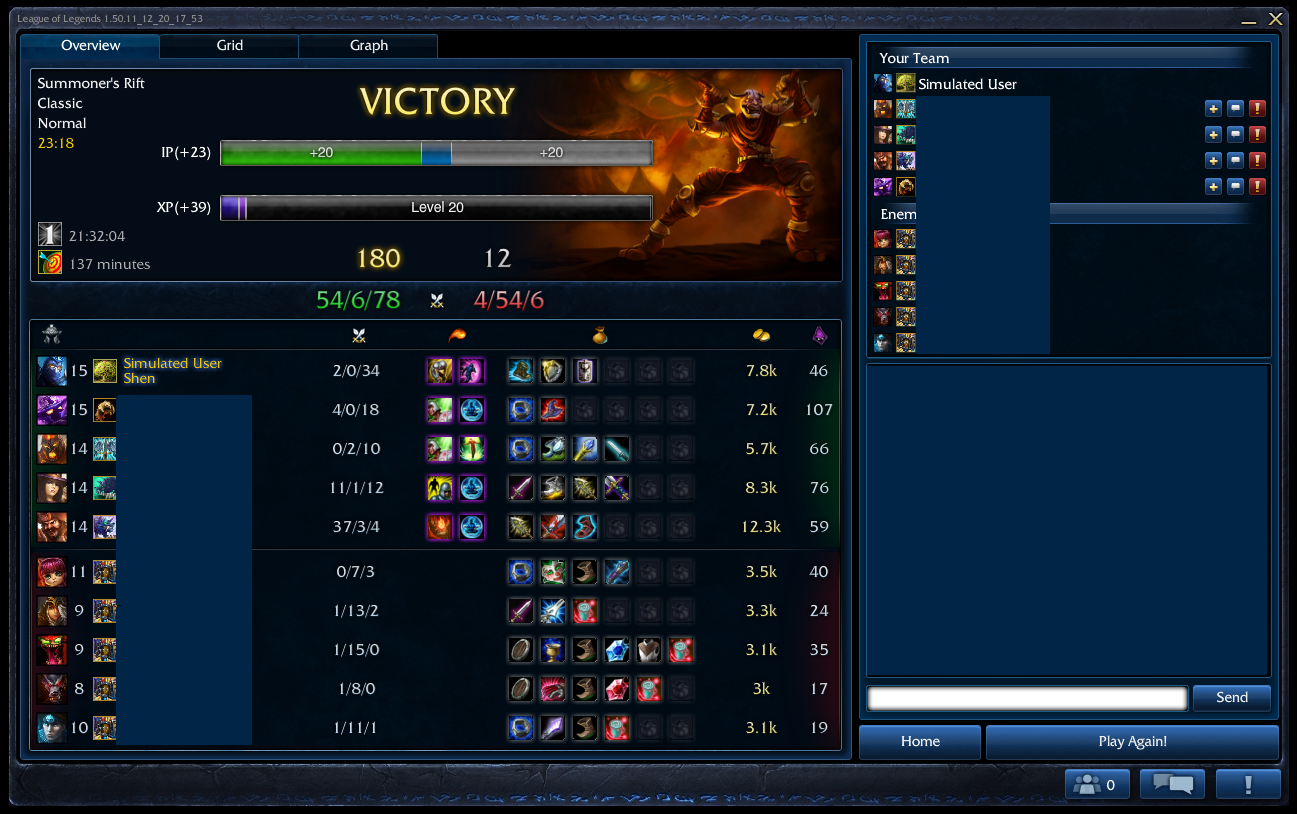 League of Legends 1.50.11_12_20_17_53
Overview
Grid
Graph
Summoner's Rift
Classic
Normal
23:18
VICTORY
IP(+23)
+20
+20
XP(+39)
Level 20
1
21:32:04
137 minutes
180
12
54/6/78
4/54/6
15
Simulated User
Shen
2/0/34
7.8k
46
15
4/0/18
7.2k
107
14
0/2/10
5.7k
66
14
11/1/12
8.3k
76
14
37/3/4
12.3k
59
11
0/7/3
3.5k
40
9
1/13/2
3.3k
24
9
1/15/0
3.1k
35
8
1/8/0
3k
17
10
1/11/1
3.1k
19
Your Team
Simulated User
Enem
Send
Home
Play Again!
0